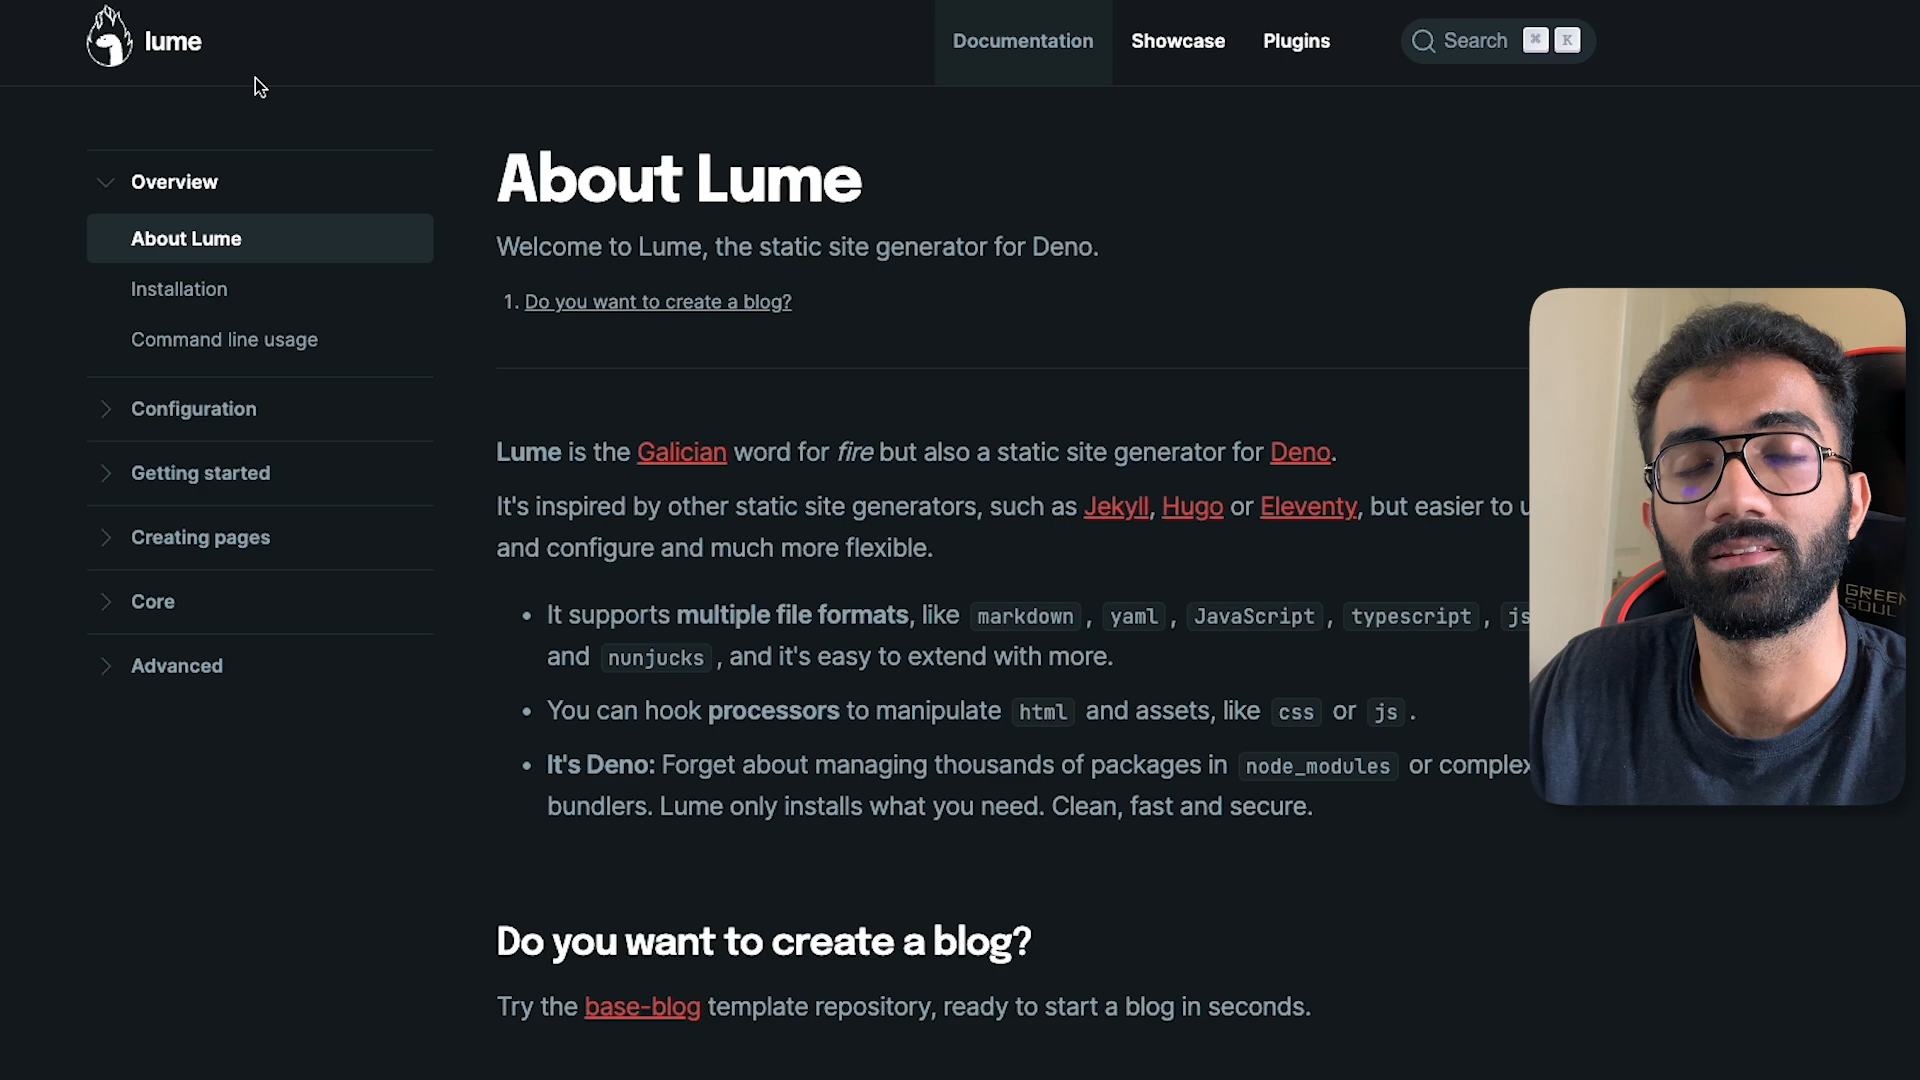 lume
Documentation
Showcase
Plugins
Search ⌘ K
Overview
About Lume
Installation
Command line usage
Configuration
Getting started
Creating pages
Core
Advanced
About Lume
Welcome to Lume, the static site generator for Deno.
1. Do you want to create a blog?
Lume is the Galician word for fire but also a static site generator for Deno.
It's inspired by other static site generators, such as Jekyll, Hugo or Eleventy, but easier to
and configure and much more flexible.
• It supports multiple file formats, like markdown , yaml , JavaScript , typescript ,
and nunjucks , and it's easy to extend with more.
• You can hook processors to manipulate html and assets, like css or js .
• It's Deno: Forget about managing thousands of packages in node_modules or complex
bundlers. Lume only installs what you need. Clean, fast and secure.
Do you want to create a blog?
Try the base-blog template repository, ready to start a blog in seconds.
GREEN
SOUL